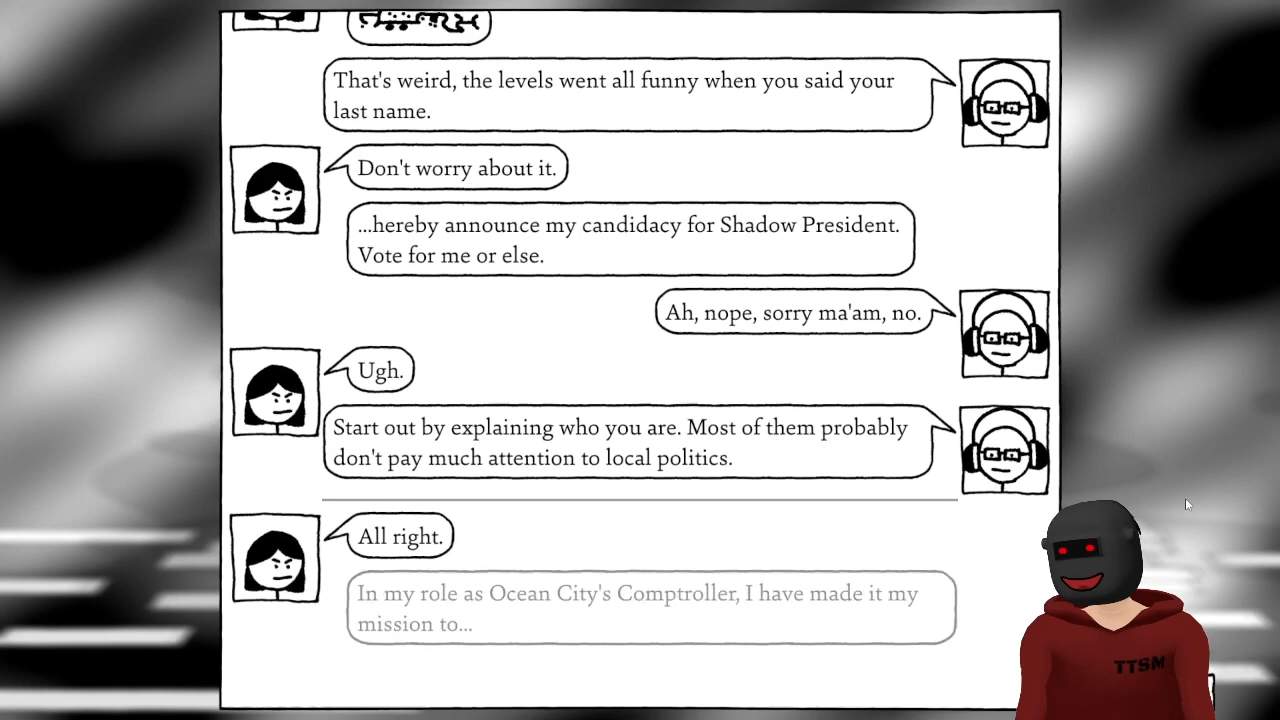 That's weird, the levels went all funny when you said your
last name.
Don't worry about it.
...hereby announce my candidacy for Shadow President.
Vote for me or else.
Ah, nope, sorry ma'am, no.
Ugh.
Start out by explaining who you are. Most of them probably
don't pay much attention to local politics.
All right.
In my role as Ocean City's Comptroller, I have made it my
mission to...
TTSM